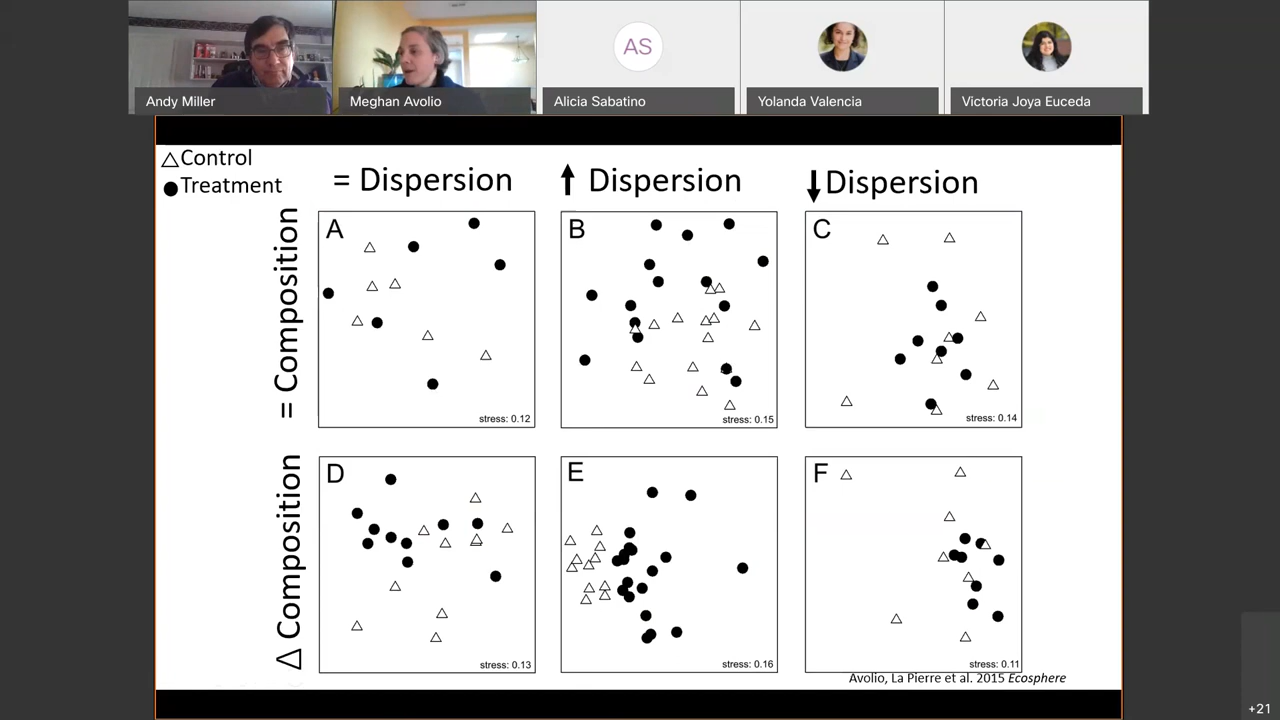 AS
Andy Miller
Meghan Avolio
Alicia Sabatino
Yolanda Valencia
Victoria Joya Euceda
△ Control
● Treatment
= Dispersion
↑ Dispersion
↓ Dispersion
= Composition
A
stress: 0.12
B
stress: 0.15
C
stress: 0.14
Δ Composition
D
stress: 0.13
E
stress: 0.16
F
stress: 0.11
Avolio, La Pierre et al. 2015 Ecosphere
+21